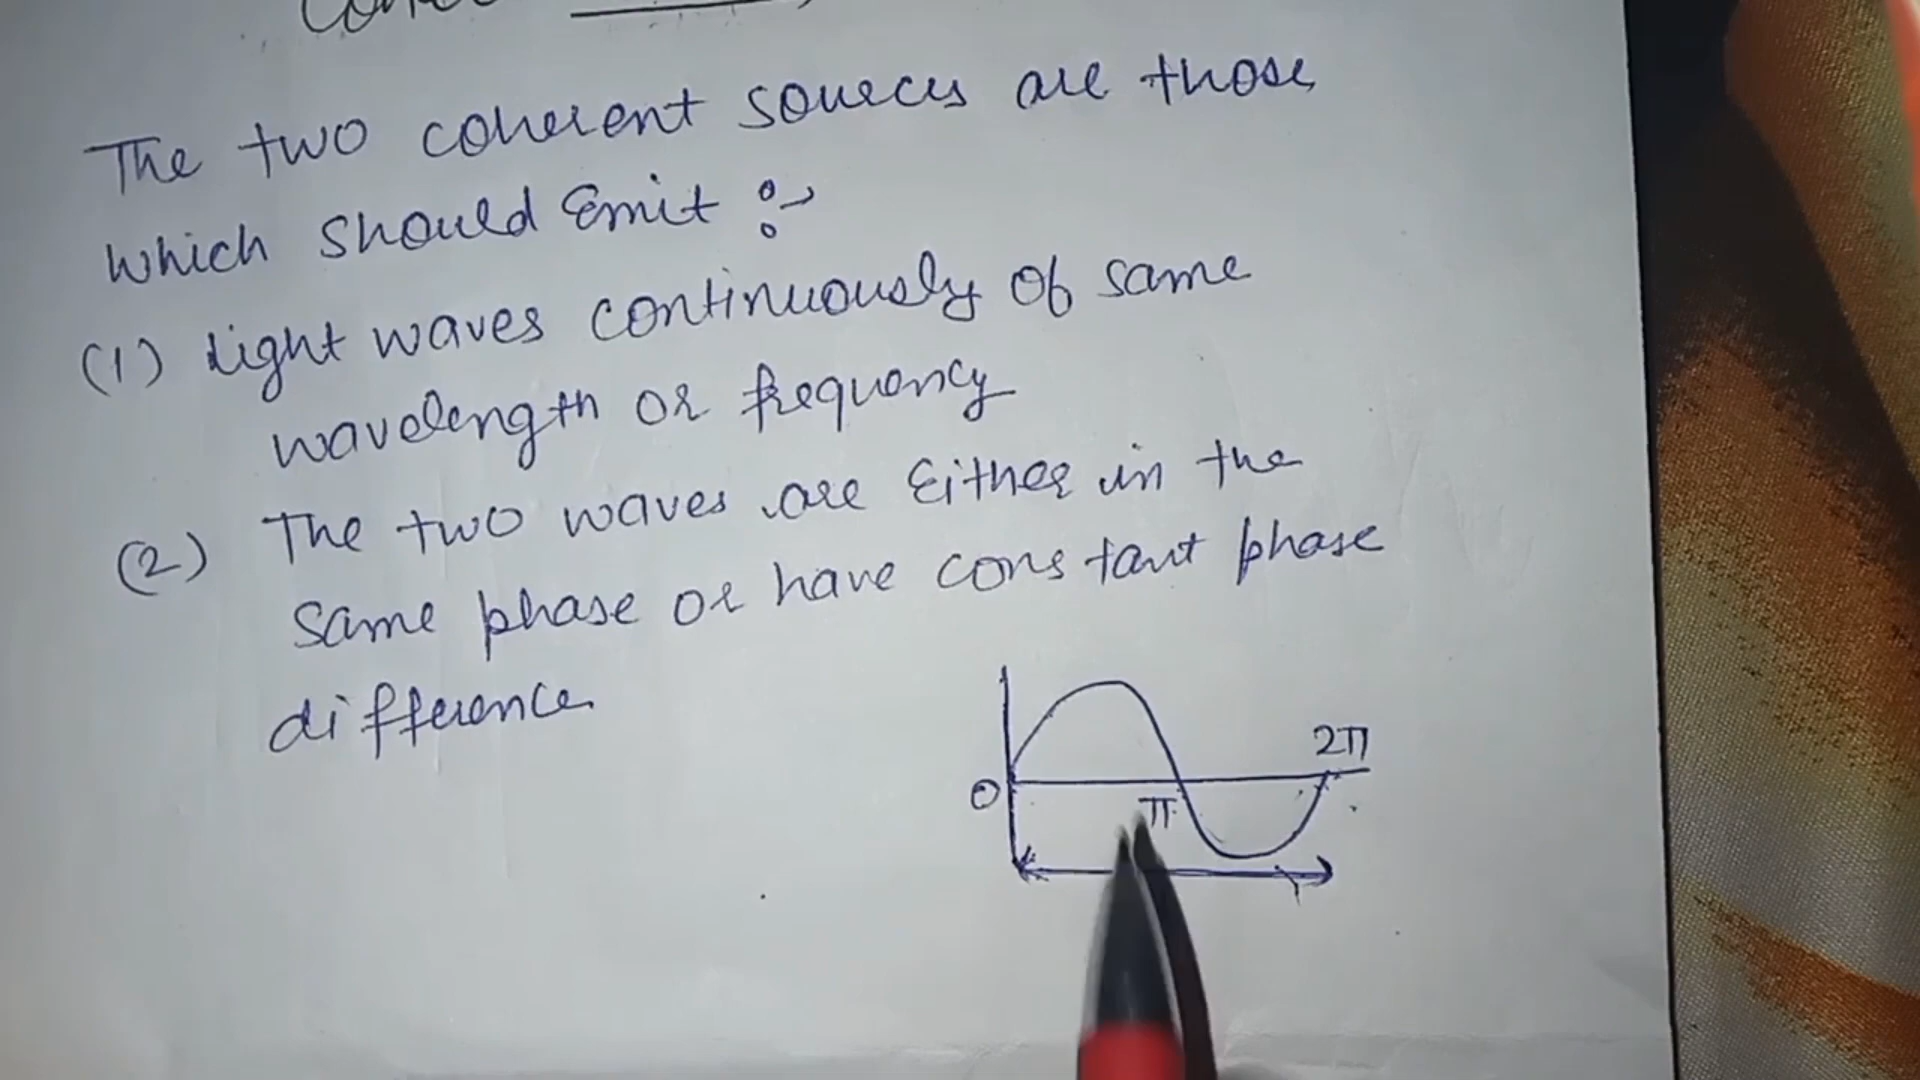 The two coherent sources are those
which should Emit :-
(1) Light waves continuously of same
wavelength or frequency
(2) The two waves are Either in the
same phase or have constant phase
difference
2π
0
π